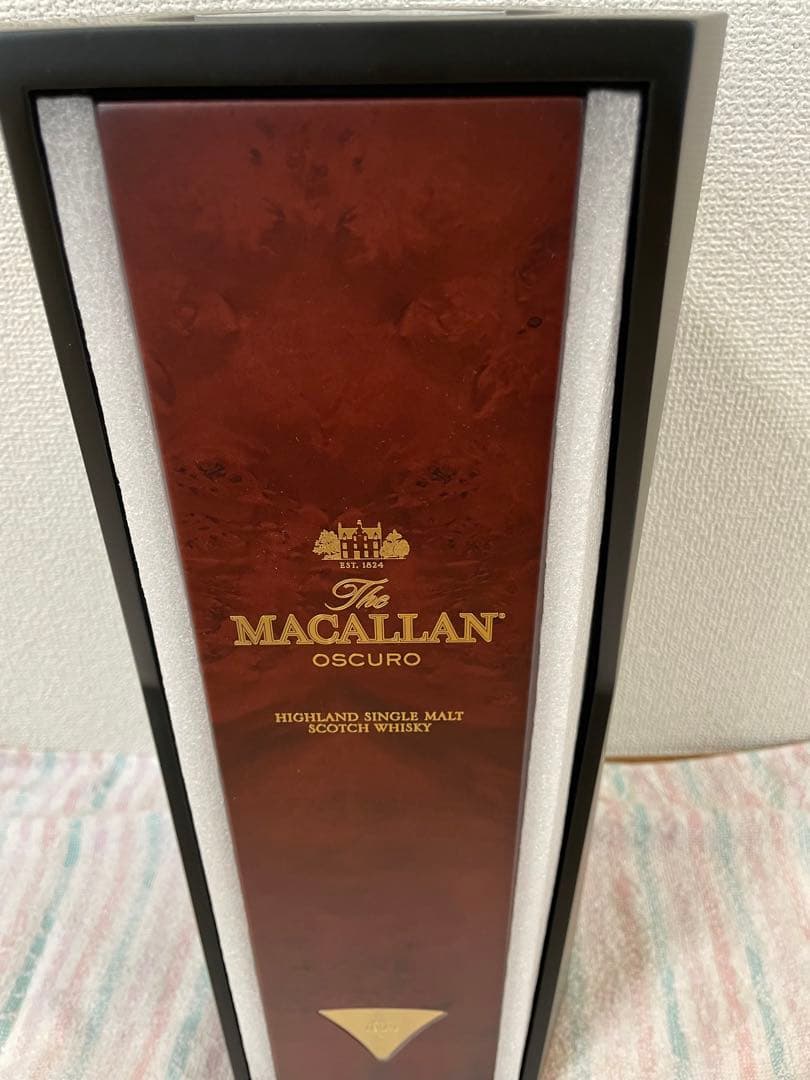 EST. 1824
The
MACALLAN®
OSCURO
HIGHLAND SINGLE MALT
SCOTCH WHISKY